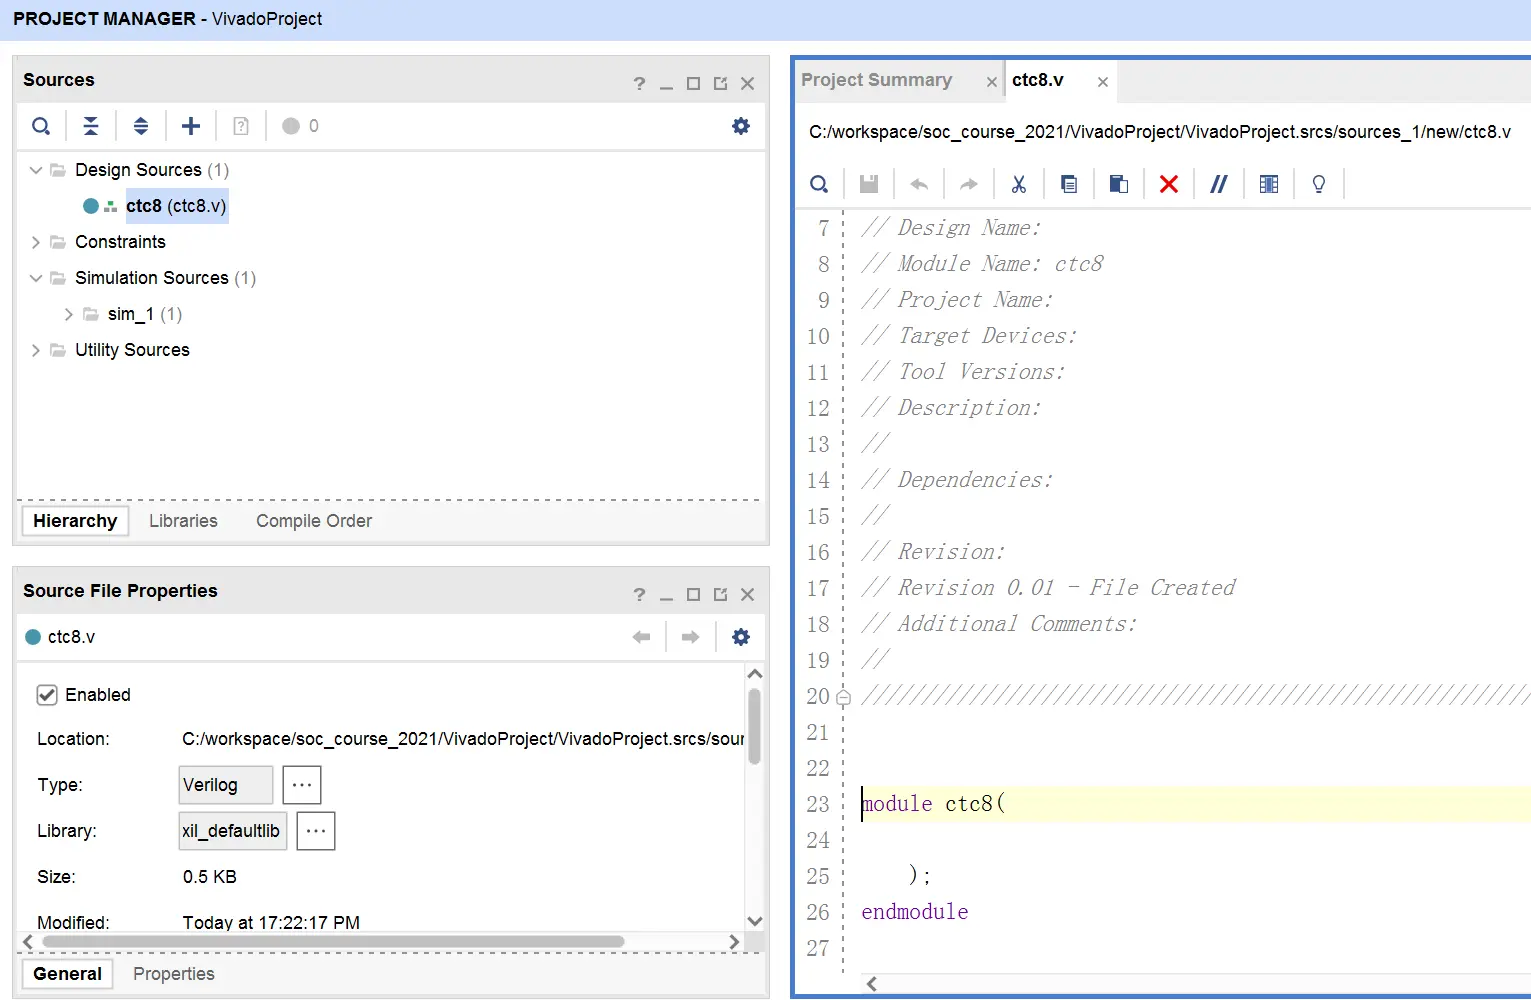 PROJECT MANAGER - VivadoProject
Sources
? _
0
Design Sources (1)
ctc8 (ctc8.v)
Constraints
Simulation Sources (1)
sim_1 (1)
Utility Sources
Hierarchy Libraries Compile Order
Source File Properties
? _
ctc8.v
Enabled
Location: C:/workspace/soc_course_2021/VivadoProject/VivadoProject.srcs/sour
Type: Verilog ...
Library: xil_defaultlib ...
Size: 0.5 KB
Modified: Today at 17:22:17 PM
General Properties
Project Summary × ctc8.v ×
C:/workspace/soc_course_2021/VivadoProject/VivadoProject.srcs/sources_1/new/ctc8.v
7 // Design Name:
8 // Module Name: ctc8
9 // Project Name:
10 // Target Devices:
11 // Tool Versions:
12 // Description:
13 //
14 // Dependencies:
15 //
16 // Revision:
17 // Revision 0.01 - File Created
18 // Additional Comments:
19 //
20 ////////////////////////////////////////////////////////
21
22
23 module ctc8(
24
25 );
26 endmodule
27